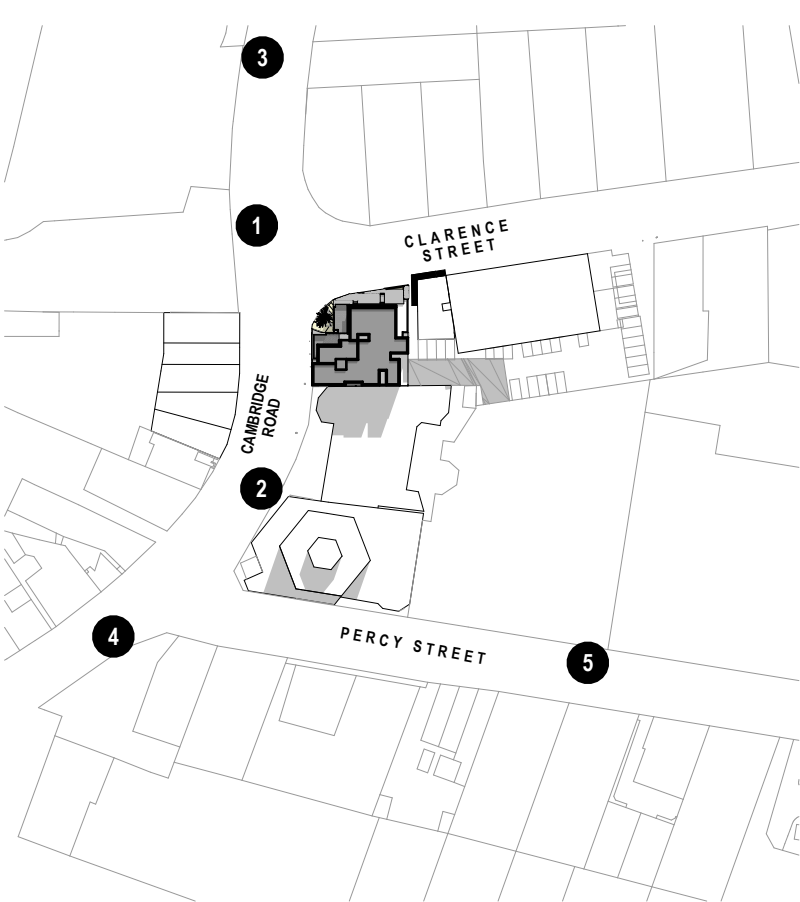 3
1
CLARENCE
STREET
CAMBRIDGE
ROAD
2
4
PERCY STREET
5